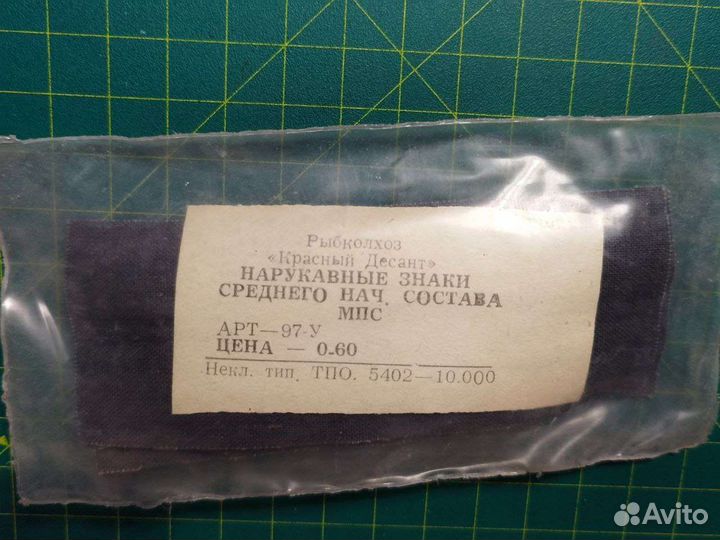 Рыбколхоз
«Красный Десант»
НАРУКАВНЫЕ ЗНАКИ
СРЕДНЕГО НАЧ. СОСТАВА
МПС
АРТ—97-У
ЦЕНА — 0-60
Некл. тип. ТПО. 5402—10.000
Avito